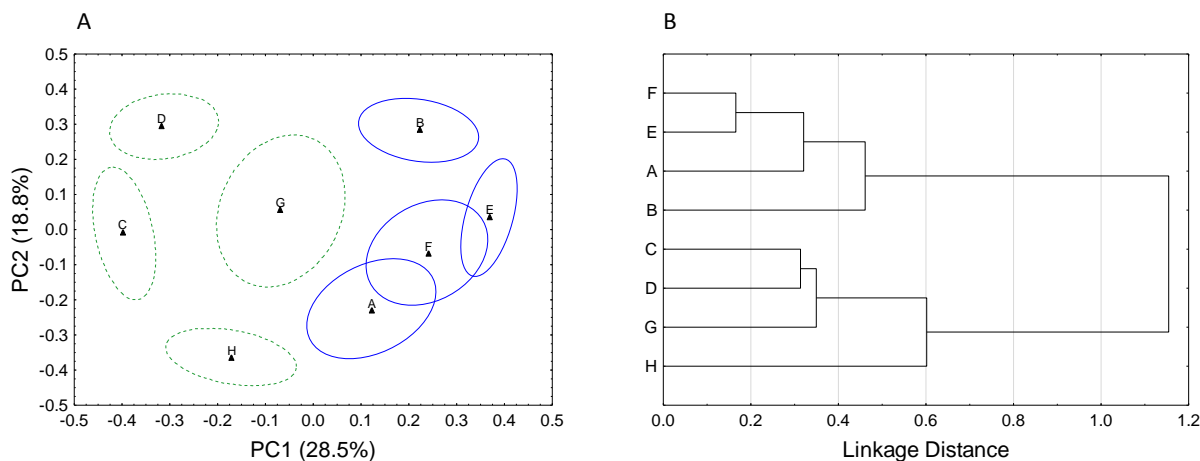 A
0.5
0.4
0.3
0.2
0.1
0.0
-0.1
-0.2
-0.3
-0.4
-0.5
PC2 (18.8%)
D
B
C
G
E
F
A
H
-0.5 -0.4 -0.3 -0.2 -0.1 0.0 0.1 0.2 0.3 0.4 0.5
PC1 (28.5%)
B
F
E
A
B
C
D
G
H
0.0 0.2 0.4 0.6 0.8 1.0 1.2
Linkage Distance